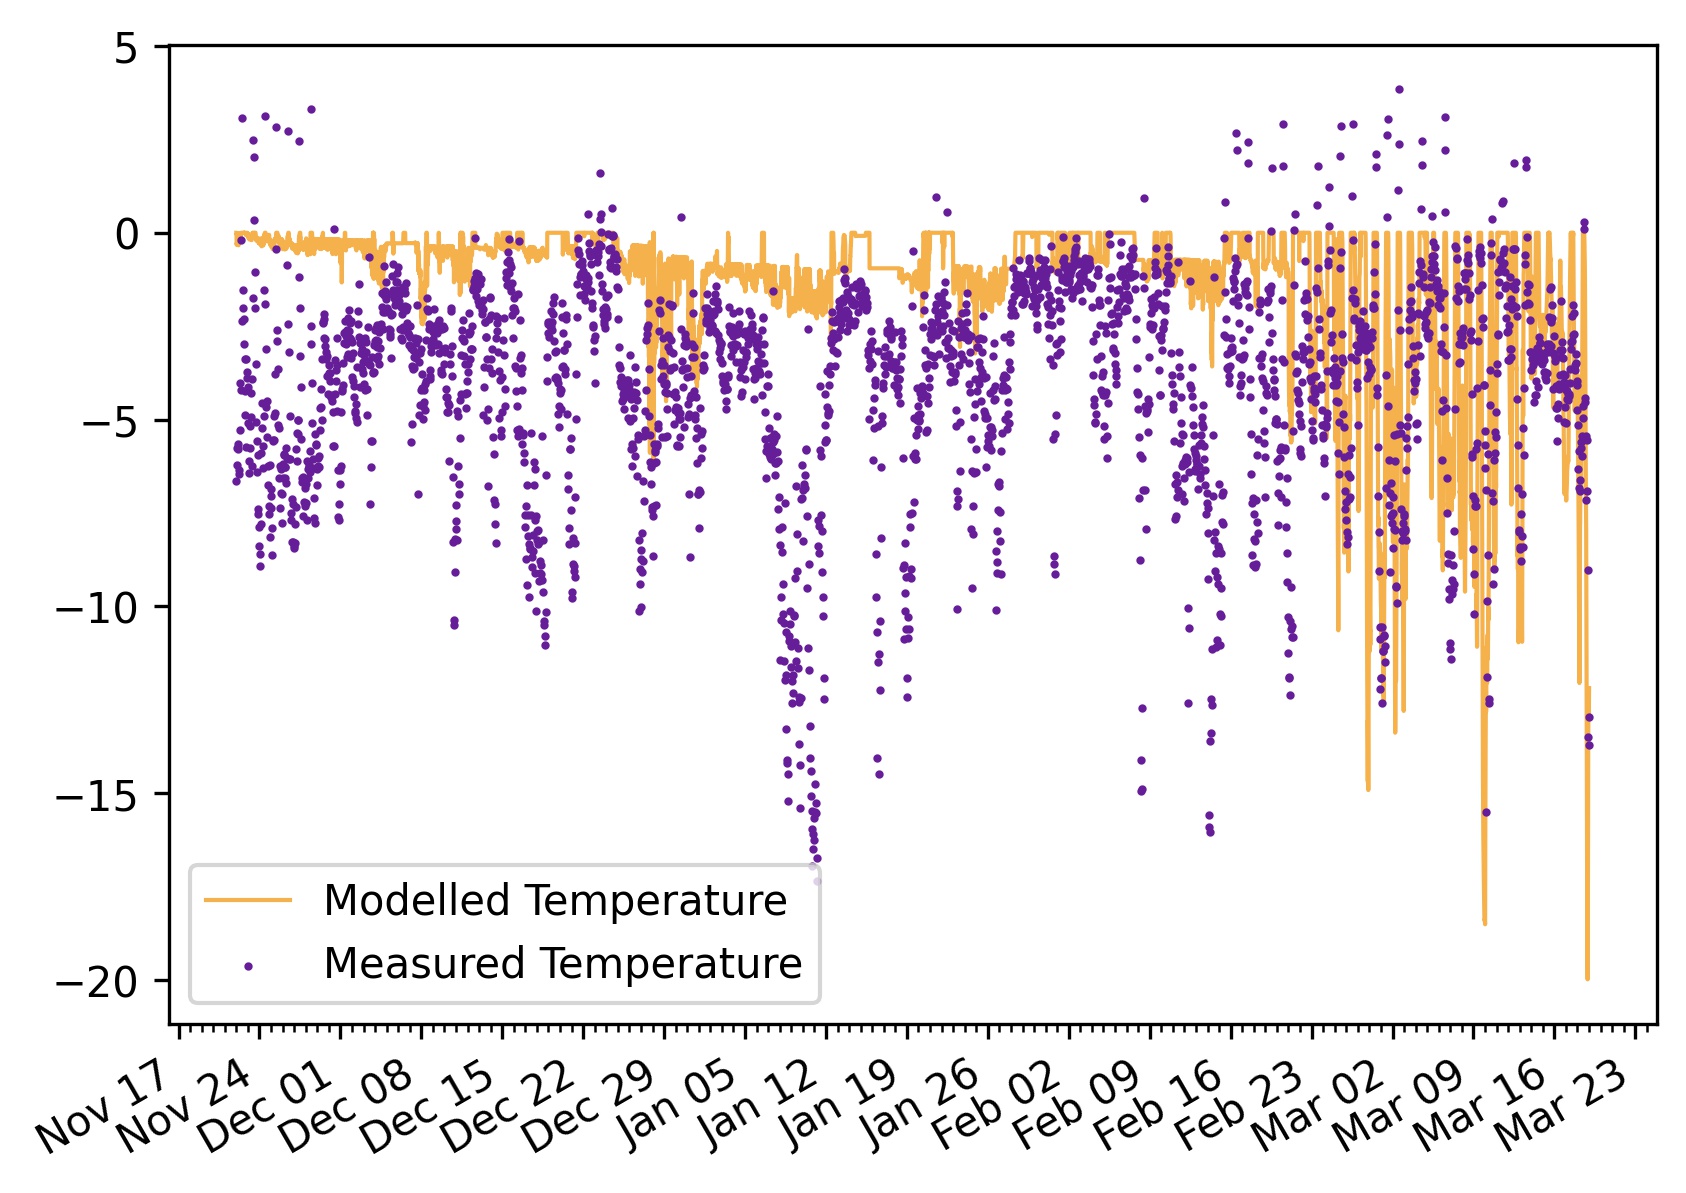 5
0
−5
−10
−15
−20
Modelled Temperature
Measured Temperature
Nov 17
Nov 24
Dec 01
Dec 08
Dec 15
Dec 22
Dec 29
Jan 05
Jan 12
Jan 19
Jan 26
Feb 02
Feb 09
Feb 16
Feb 23
Mar 02
Mar 09
Mar 16
Mar 23